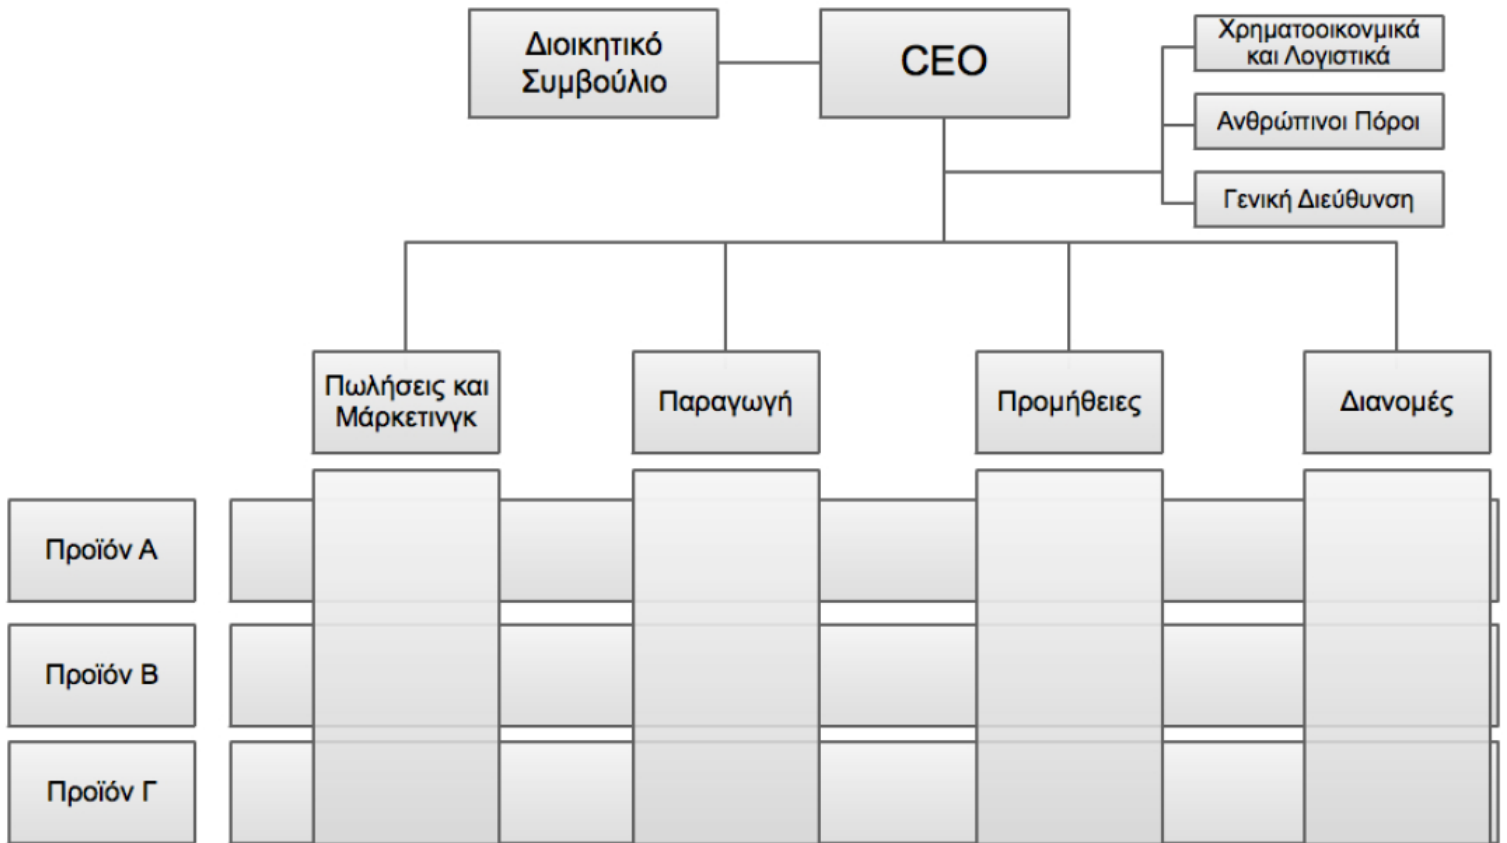 Διοικητικό
Συμβούλιο
CEO
Χρηματοοικονμικά
και Λογιστικά
Ανθρώπινοι Πόροι
Γενική Διεύθυνση
Πωλήσεις και
Μάρκετινγκ
Παραγωγή
Προμήθειες
Διανομές
Προϊόν Α
Προϊόν Β
Προϊόν Γ